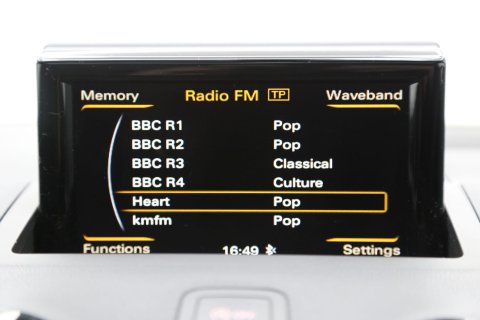 Memory Radio FM TP Waveband
BBC R1 Pop
BBC R2 Pop
BBC R3 Classical
BBC R4 Culture
Heart Pop
kmfm Pop
Functions 16:49 Settings